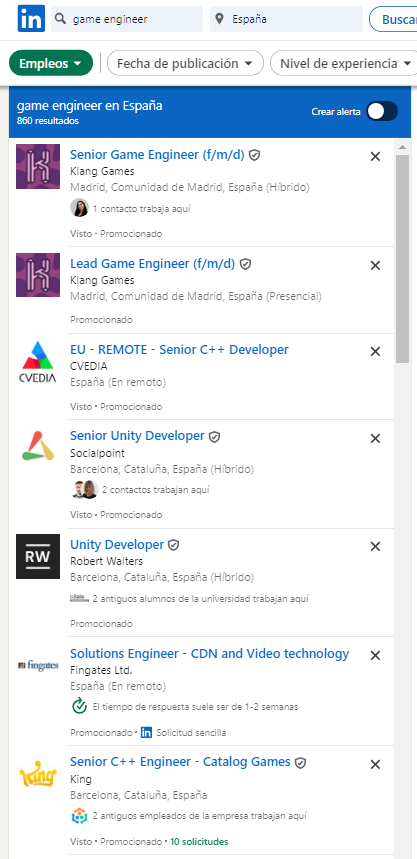 in
game engineer
España
Busca
Empleos
Fecha de publicación
Nivel de experiencia
game engineer en España
860 resultados
Crear alerta
Senior Game Engineer (f/m/d)
Klang Games
Madrid, Comunidad de Madrid, España (Híbrido)
1 contacto trabaja aquí
Visto • Promocionado
Lead Game Engineer (f/m/d)
Klang Games
Madrid, Comunidad de Madrid, España (Presencial)
Promocionado
EU - REMOTE - Senior C++ Developer
CVEDIA
CVEDIA
España (En remoto)
Visto • Promocionado
Senior Unity Developer
Socialpoint
Barcelona, Cataluña, España (Híbrido)
2 contactos trabajan aquí
Visto • Promocionado
RW
Unity Developer
Robert Walters
Barcelona, Cataluña, España (Híbrido)
2 antiguos alumnos de la universidad trabajan aquí
Promocionado
fingates
Solutions Engineer - CDN and Video technology
Fingates Ltd.
España (En remoto)
El tiempo de respuesta suele ser de 1-2 semanas
Promocionado • in Solicitud sencilla
King
Senior C++ Engineer - Catalog Games
King
Barcelona, Cataluña, España
2 antiguos empleados de la empresa trabajan aquí
Visto • Promocionado • 10 solicitudes